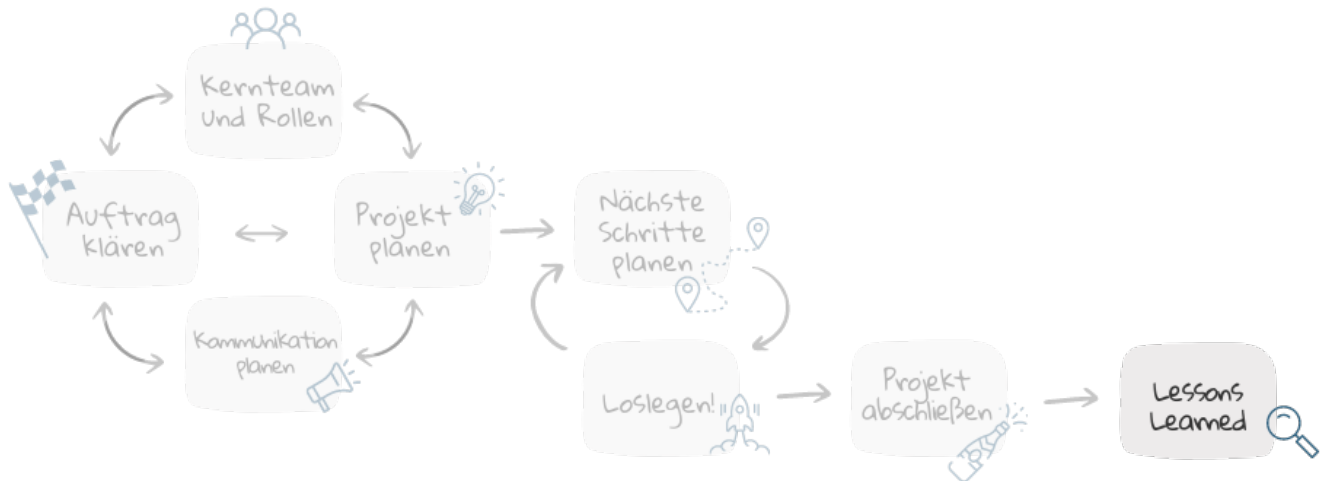 Kernteam
und Rollen
Auftrag
klären
Projekt
planen
Nächste
Schritte
planen
Kommunikation
planen
Loslegen!
Projekt
abschließen
Lessons
Learned